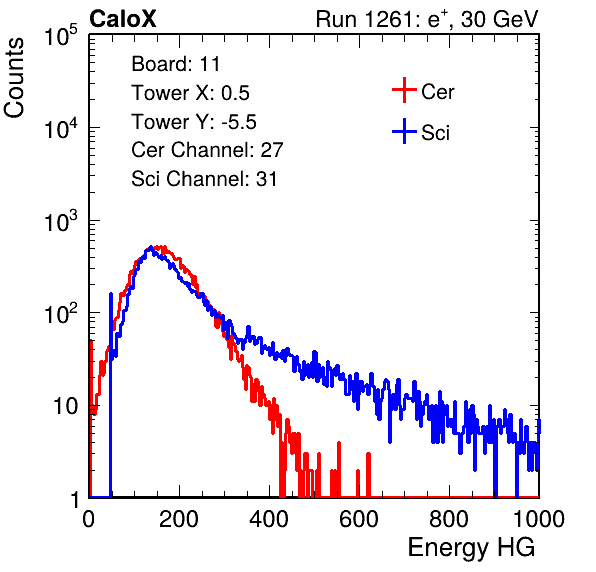 CaloX Run 1261: e⁺, 30 GeV
Counts
10⁵
10⁴
10³
10²
10
1
Board: 11
Tower X: 0.5
Tower Y: -5.5
Cer Channel: 27
Sci Channel: 31
Cer
Sci
0 200 400 600 800 1000
Energy HG